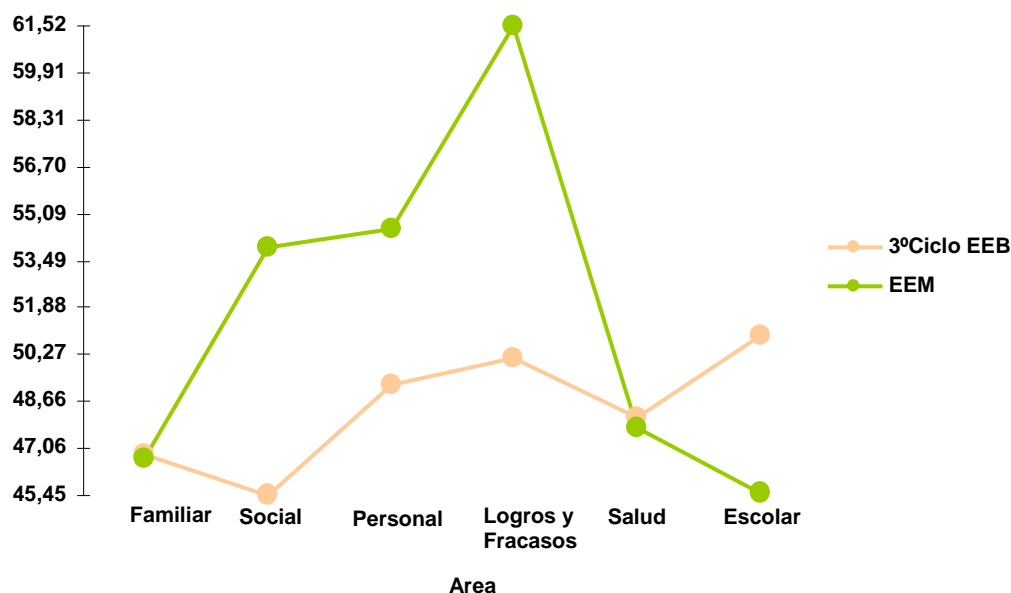 61,52
59,91
58,31
56,70
55,09
53,49
51,88
50,27
48,66
47,06
45,45
3ºCiclo EEB
EEM
Familiar
Social
Personal
Logros y
Fracasos
Salud
Escolar
Area